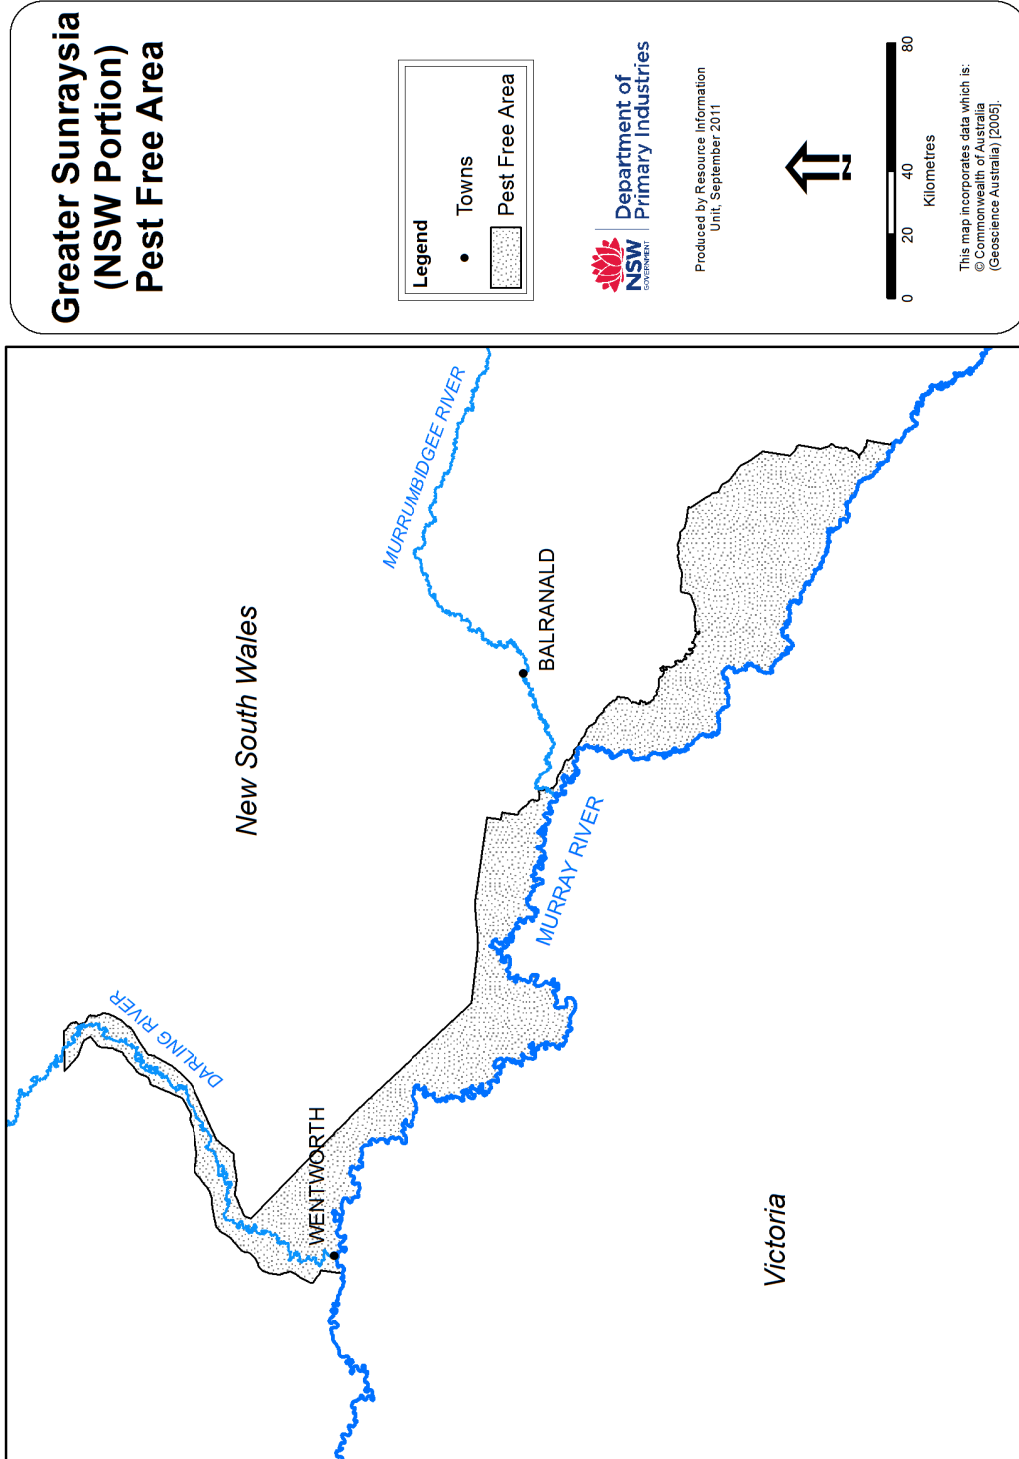 Greater Sunraysia
(NSW Portion)
Pest Free Area
Legend
Towns
Pest Free Area
NSW
GOVERNMENT
Department of
Primary Industries
Produced by Resource Information
Unit, September 2011
N
0 20 40 80
Kilometres
This map incorporates data which is:
© Commonwealth of Australia
(Geoscience Australia) [2005].
New South Wales
DARLING RIVER
MURRUMBIDGEE RIVER
WENTWORTH
BALRANALD
MURRAY RIVER
Victoria